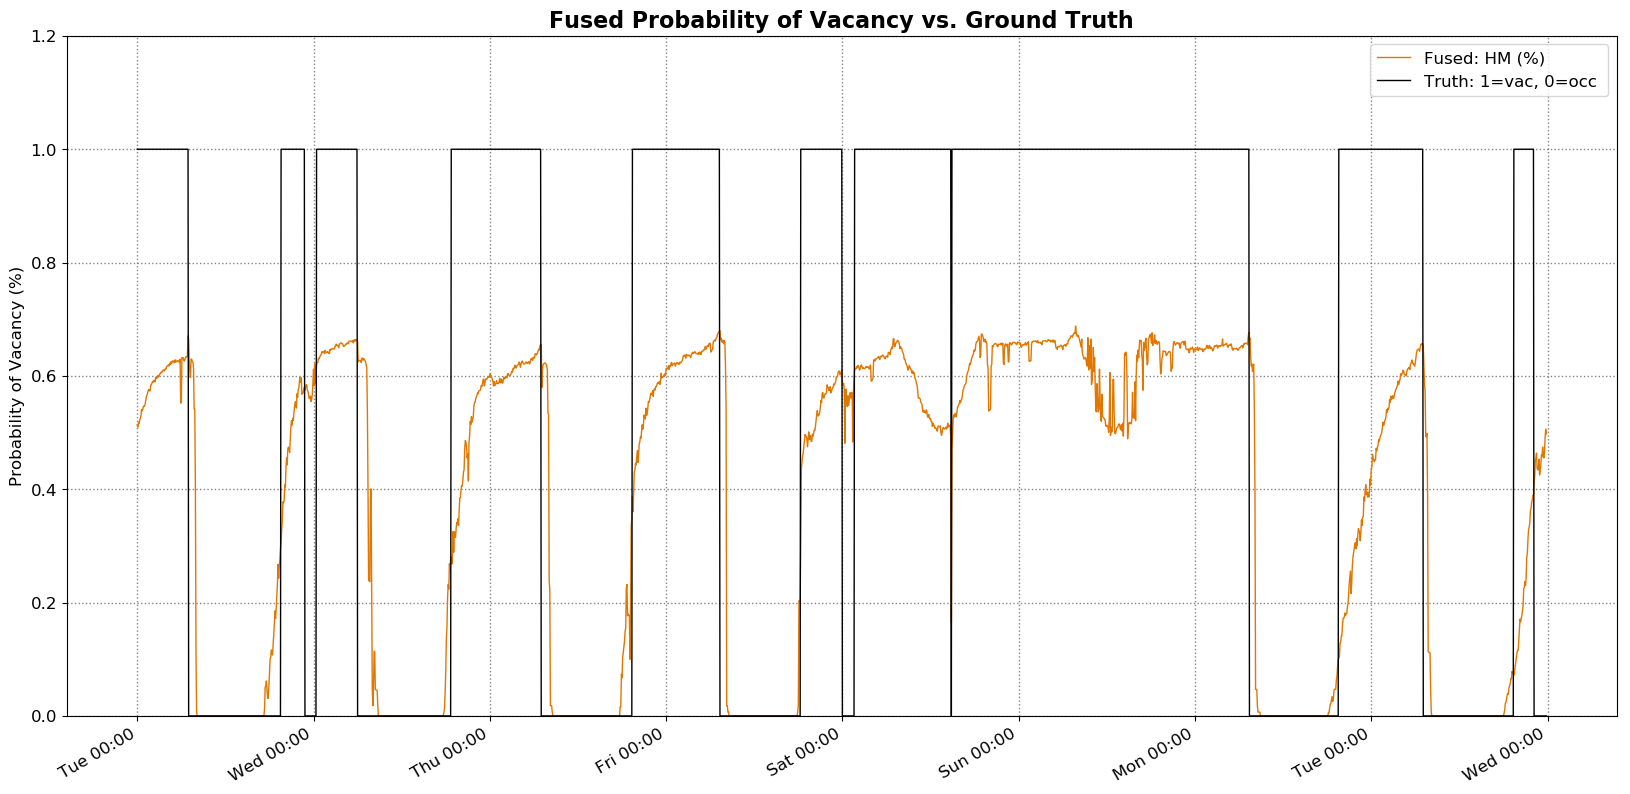 Fused Probability of Vacancy vs. Ground Truth
Fused: HM (%)
Truth: 1=vac, 0=occ
Probability of Vacancy (%)
1.2
1.0
0.8
0.6
0.4
0.2
0.0
Tue 00:00
Wed 00:00
Thu 00:00
Fri 00:00
Sat 00:00
Sun 00:00
Mon 00:00
Tue 00:00
Wed 00:00